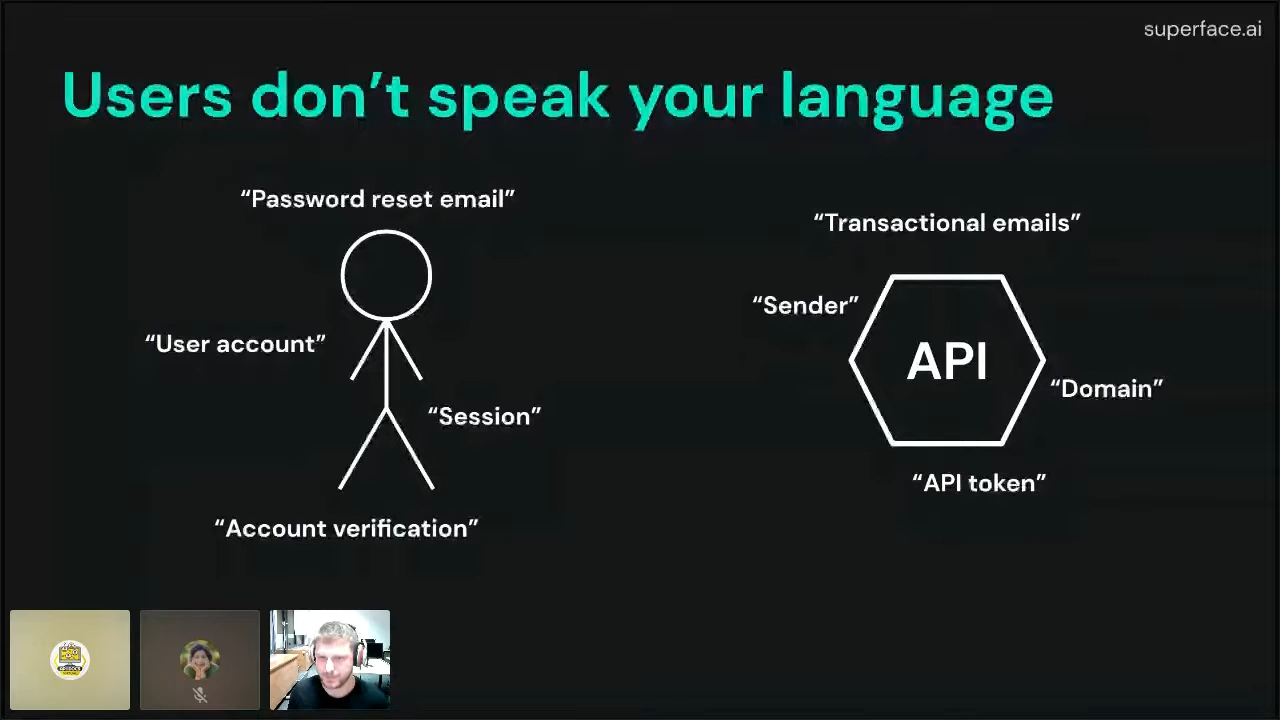 superface.ai
Users don’t speak your language
“Password reset email”
“User account”
“Session”
“Account verification”
“Transactional emails”
“Sender”
API
“Domain”
“API token”